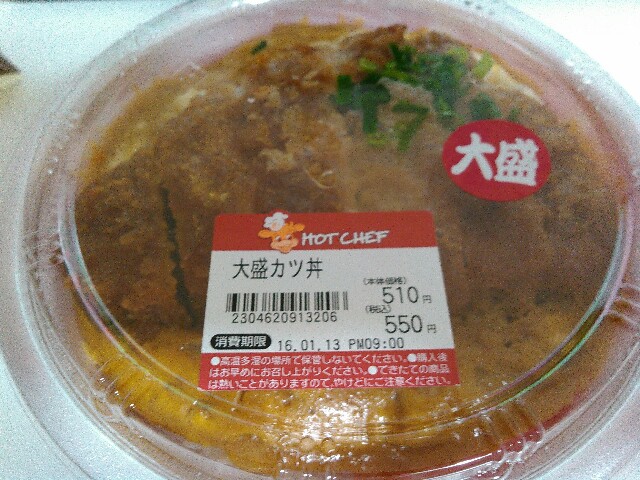 大盛
HOT CHEF
大盛カツ丼
(本体価格)
510円
(税込)
550円
2304620913206
消費期限 16.01.13 PM09:00
●高温多湿の場所で保管しないでください。●購入後
はお早めにお召し上がりください。●できたての商品
は熱いことがありますので、やけどにご注意ください。